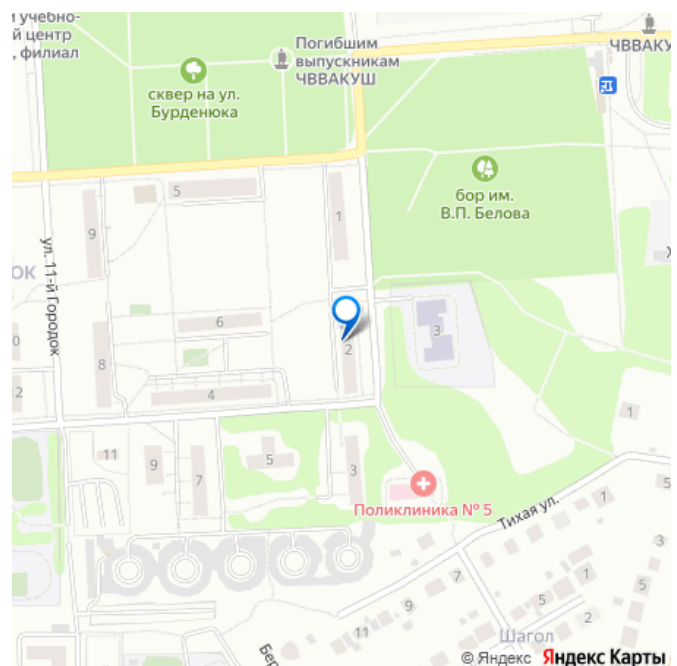 учебно-
й центр
, филиал
Погибшим
выпускникам
ЧВВАКУШ
ЧВВАКУ
сквер на ул.
Бурденюка
бор им.
В.П. Белова
5
1
9
ОК
ул. 11-й Городок
6
3
2
0
8
4
2
1
11
9
7
5
3
5
Поликлиника № 5
Тихая ул.
1
3
7
5
1
9
2
11
Шагол
Бер
© Яндекс Яндекс Карты